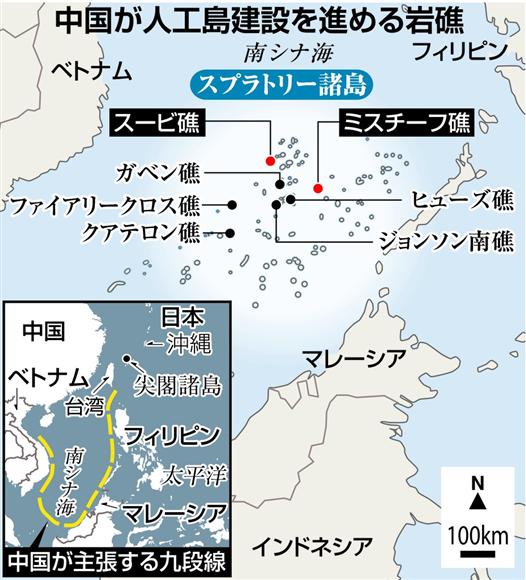 中国が人工島建設を進める岩礁
南シナ海
フィリピン
ベトナム
スプラトリー諸島
スービ礁
ミスチーフ礁
ガベン礁
ファイアリークロス礁
ヒューズ礁
クアテロン礁
ジョンソン南礁
マレーシア
インドネシア
N
100km
中国
日本
沖縄
ベトナム
尖閣諸島
台湾
フィリピン
南シナ海
太平洋
マレーシア
中国が主張する九段線